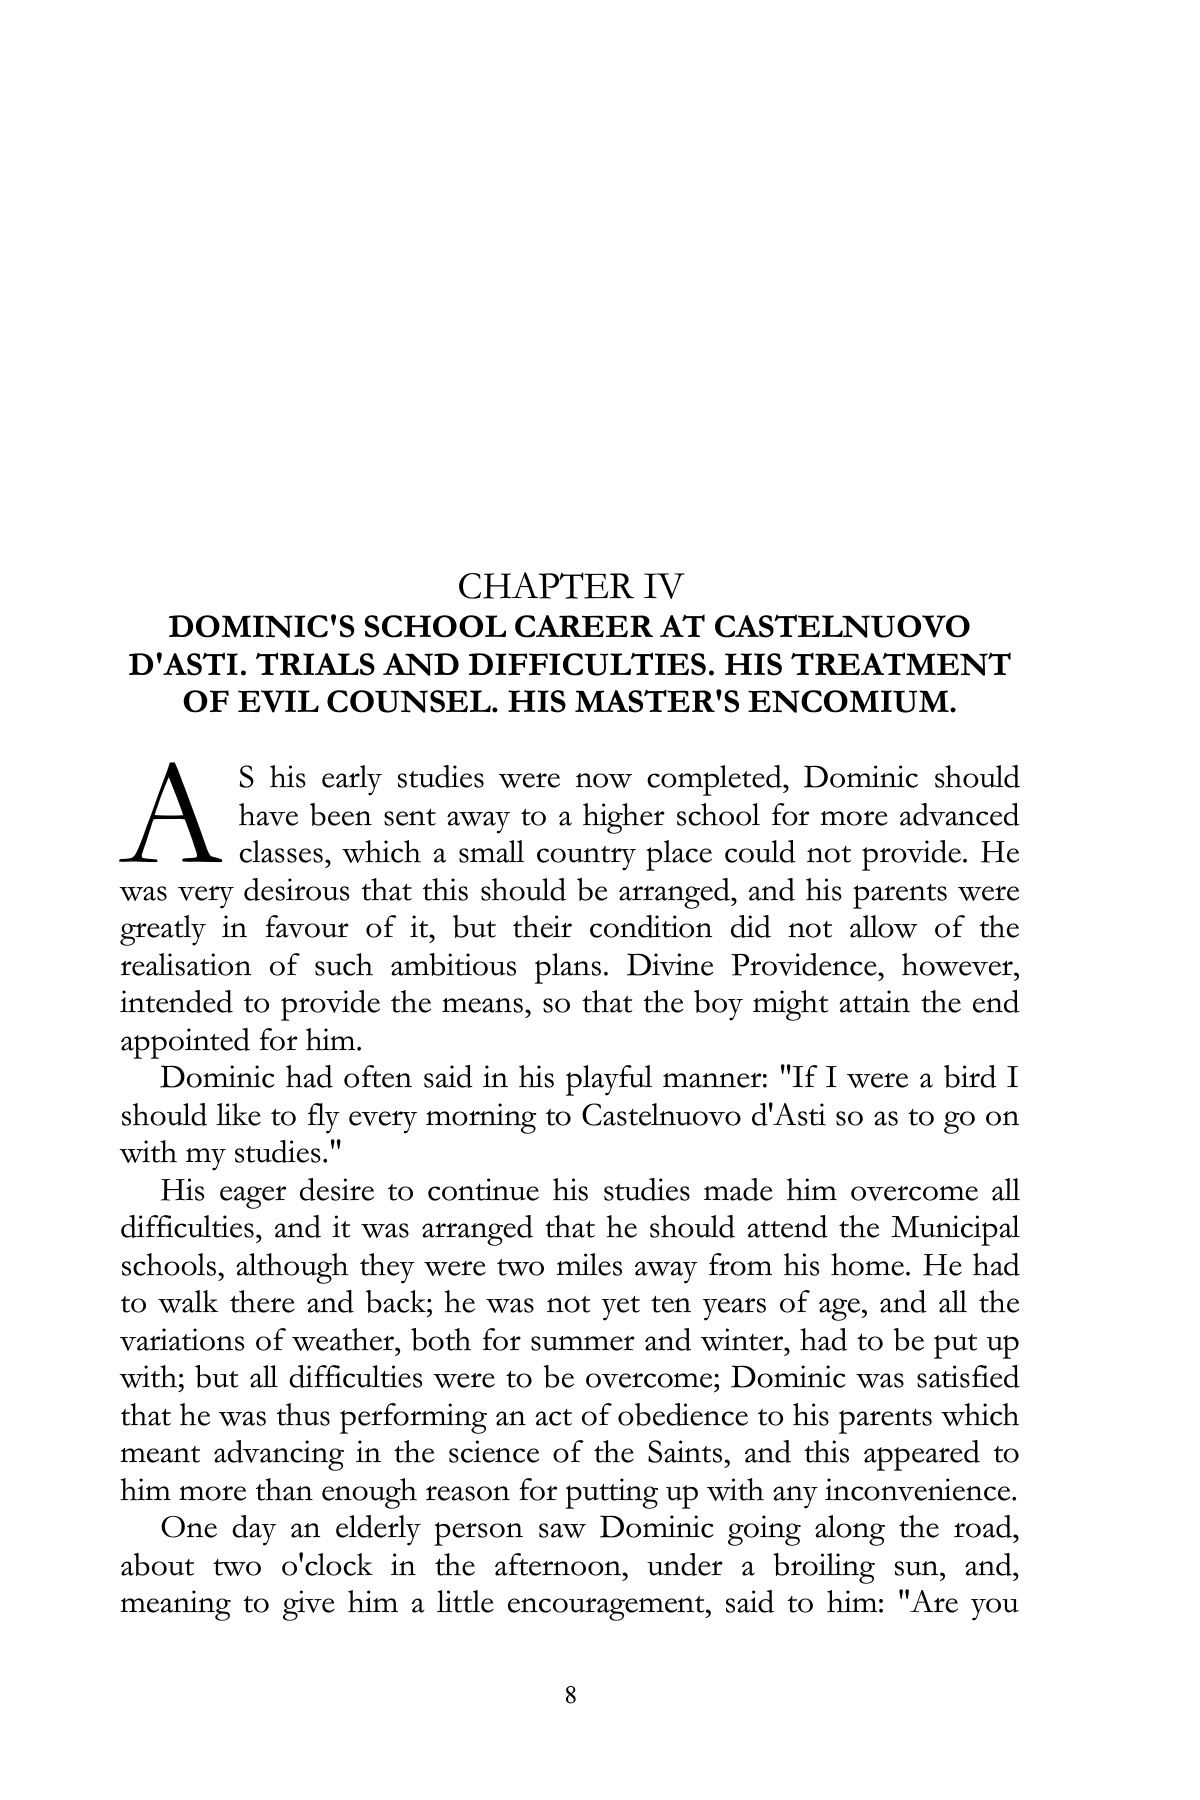 CHAPTER IV
DOMINIC'S SCHOOL CAREER AT CASTELNUOVO
D'ASTI. TRIALS AND DIFFICULTIES. HIS TREATMENT
OF EVIL COUNSEL. HIS MASTER'S ENCOMIUM.
AS his early studies were now completed, Dominic should
have been sent away to a higher school for more advanced
classes, which a small country place could not provide. He
was very desirous that this should be arranged, and his parents were
greatly in favour of it, but their condition did not allow of the
realisation of such ambitious plans. Divine Providence, however,
intended to provide the means, so that the boy might attain the end
appointed for him.
Dominic had often said in his playful manner: "If I were a bird I
should like to fly every morning to Castelnuovo d'Asti so as to go on
with my studies."
His eager desire to continue his studies made him overcome all
difficulties, and it was arranged that he should attend the Municipal
schools, although they were two miles away from his home. He had
to walk there and back; he was not yet ten years of age, and all the
variations of weather, both for summer and winter, had to be put up
with; but all difficulties were to be overcome; Dominic was satisfied
that he was thus performing an act of obedience to his parents which
meant advancing in the science of the Saints, and this appeared to
him more than enough reason for putting up with any inconvenience.
One day an elderly person saw Dominic going along the road,
about two o'clock in the afternoon, under a broiling sun, and,
meaning to give him a little encouragement, said to him: "Are you
8